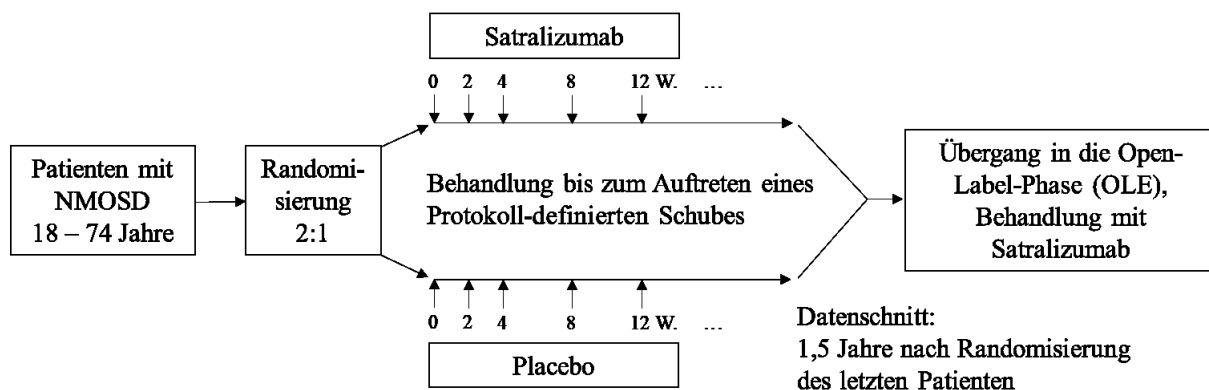 Satralizumab
0 2 4 8 12 W. ...
Patienten mit
NMOSD
18 – 74 Jahre
Randomi-
sierung
2:1
Behandlung bis zum Auftreten eines
Protokoll-definierten Schubes
Übergang in die Open-
Label-Phase (OLE),
Behandlung mit
Satralizumab
0 2 4 8 12 W. ...
Placebo
Datenschnitt:
1,5 Jahre nach Randomisierung
des letzten Patienten